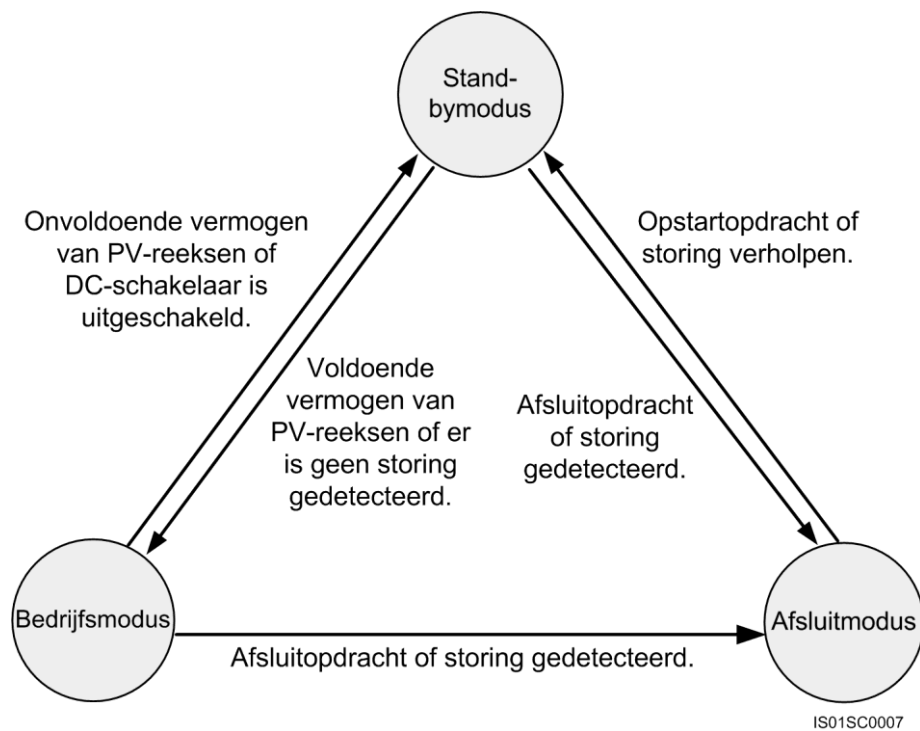 Stand-
bymodus
Onvoldoende vermogen
van PV-reeksen of
DC-schakelaar is
uitgeschakeld.
Opstartopdracht of
storing verholpen.
Voldoende
vermogen van
PV-reeksen of er
is geen storing
gedetecteerd.
Afsluitopdracht
of storing
gedetecteerd.
Bedrijfsmodus
Afsluitmodus
Afsluitopdracht of storing gedetecteerd.
IS01SC0007